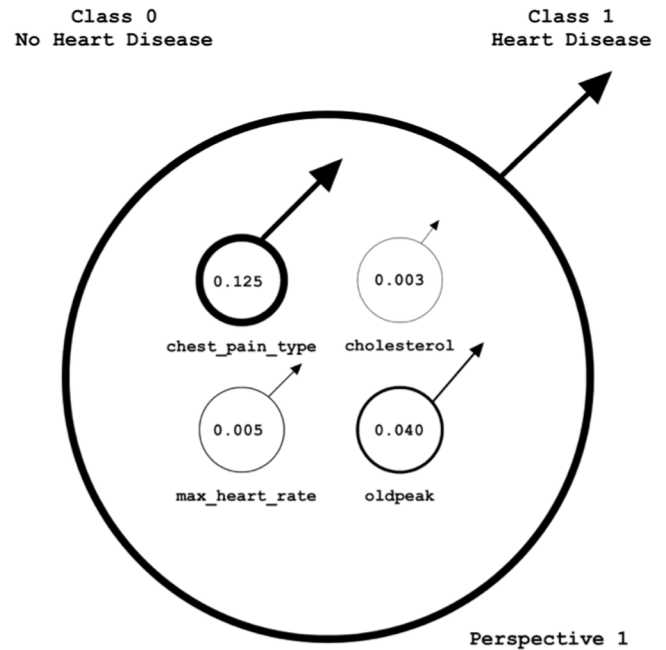 Class 0
No Heart Disease
Class 1
Heart Disease
0.125
0.003
chest_pain_type
cholesterol
0.005
0.040
max_heart_rate
oldpeak
Perspective 1